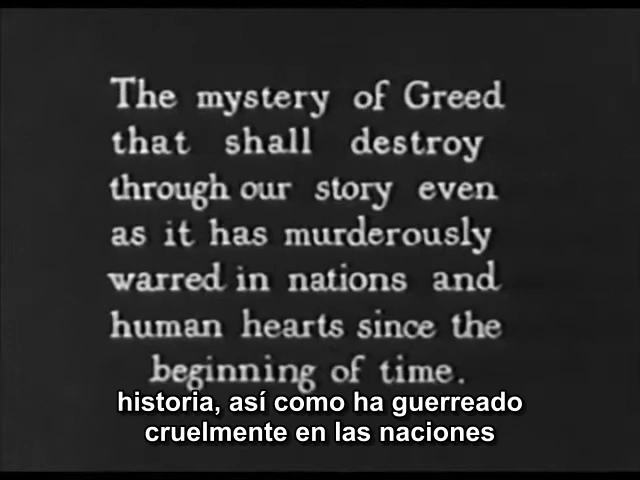 The mystery of Greed
that shall destroy
through our story even
as it has murderously
warred in nations and
human hearts since the
beginning of time.
historia, así como ha guerreado
cruelmente en las naciones